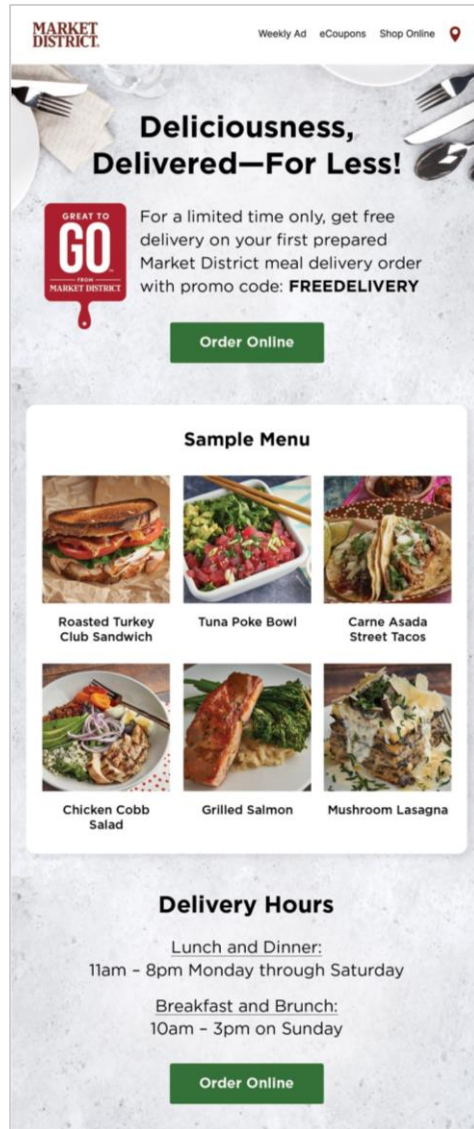 MARKET
DISTRICT.
Weekly Ad eCoupons Shop Online
Deliciousness,
Delivered—For Less!
GREAT TO
GO
FROM
MARKET DISTRICT
For a limited time only, get free
delivery on your first prepared
Market District meal delivery order
with promo code: FREEDELIVERY
Order Online
Sample Menu
Roasted Turkey
Club Sandwich
Tuna Poke Bowl
Carne Asada
Street Tacos
Chicken Cobb
Salad
Grilled Salmon
Mushroom Lasagna
Delivery Hours
Lunch and Dinner:
11am – 8pm Monday through Saturday
Breakfast and Brunch:
10am – 3pm on Sunday
Order Online